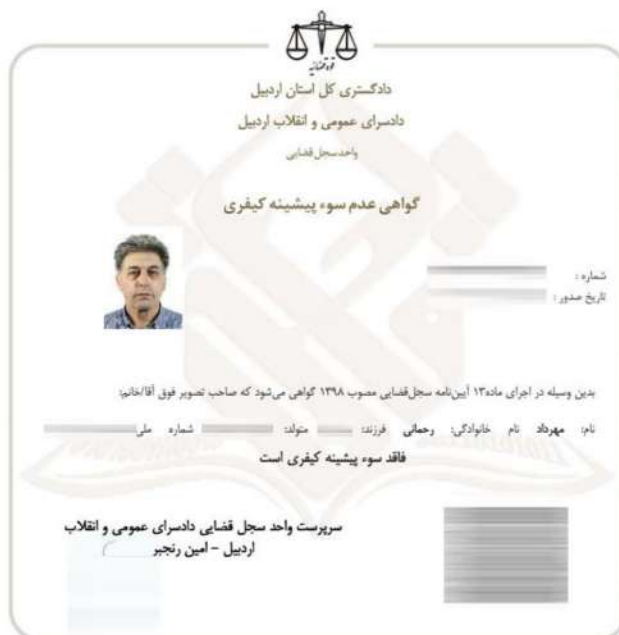 قوه قضائیه
دادگستری کل استان اردبیل
دادسرای عمومی و انقلاب اردبیل
واحد سجل قضایی
گواهی عدم سوء پیشینه کیفری
شماره :
تاریخ صدور :
بدین وسیله در اجرای ماده۱۳ آیین‌نامه سجل‌قضایی مصوب ۱۳۹۸ گواهی می‌شود که صاحب تصویر فوق آقا/خانم:
نام: مهرداد نام خانوادگی: رحمانی فرزند: متولد: شماره ملی
فاقد سوء پیشینه کیفری است
سرپرست واحد سجل قضایی دادسرای عمومی و انقلاب
اردبیل – امین رنجبر